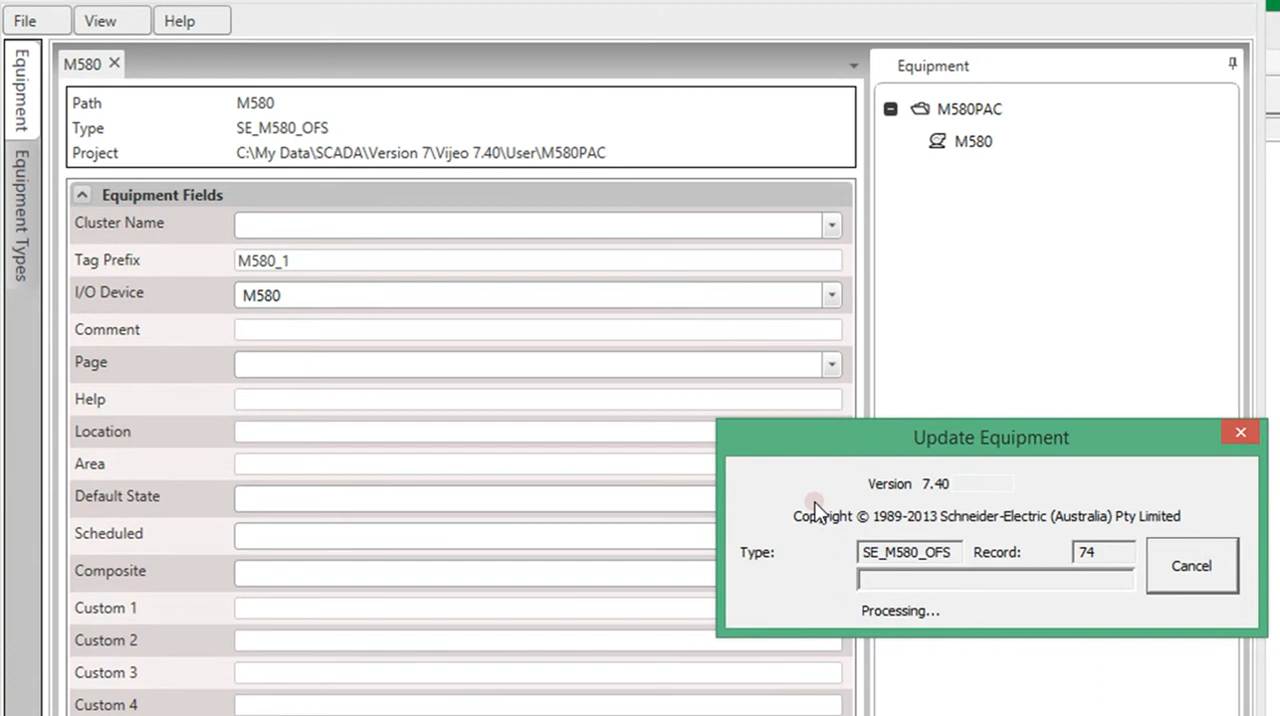 File View Help
Equipment
Equipment Types
M580
Path M580
Type SE_M580_OFS
Project C:\My Data\SCADA\Version 7\Vijeo 7.40\User\M580PAC
Equipment Fields
Cluster Name
Tag Prefix M580_1
I/O Device M580
Comment
Page
Help
Location
Area
Default State
Scheduled
Composite
Custom 1
Custom 2
Custom 3
Custom 4
Equipment
M580PAC
M580
Update Equipment
Version 7.40
Copyright © 1989-2013 Schneider-Electric (Australia) Pty Limited
Type: SE_M580_OFS Record: 74
Cancel
Processing...